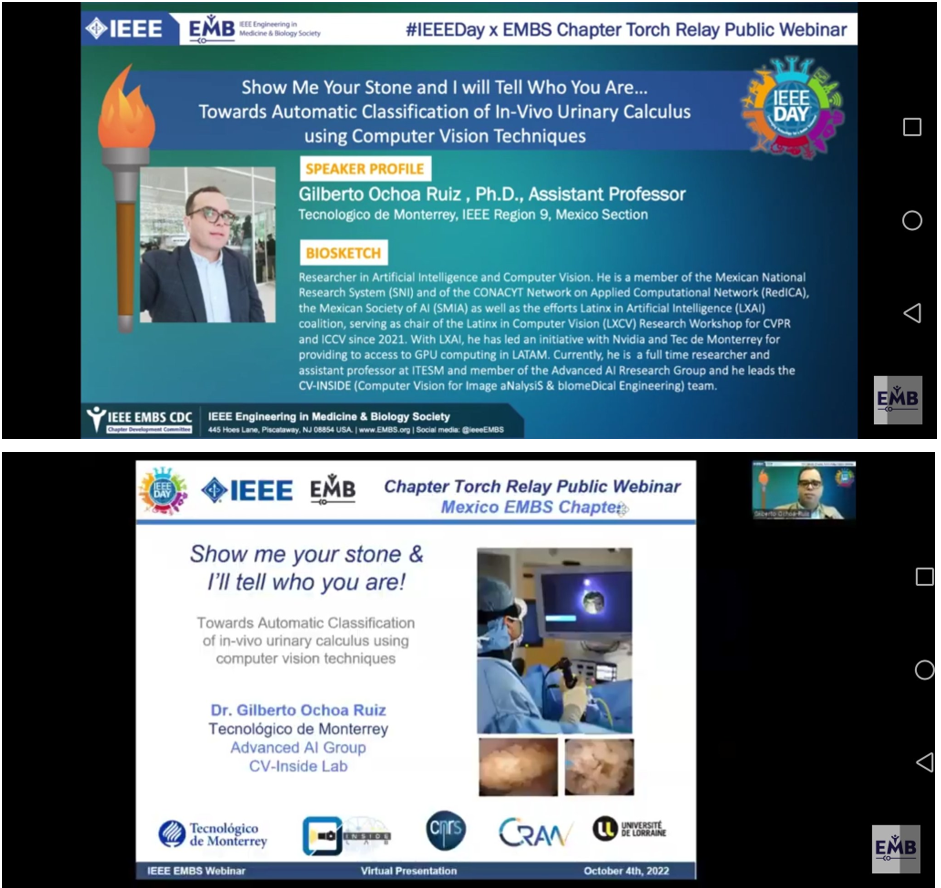 IEEE
EMB
IEEE Engineering in
Medicine & Biology Society
#IEEEDay x EMBS Chapter Torch Relay Public Webinar
Show Me Your Stone and I will Tell Who You Are...
Towards Automatic Classification of In-Vivo Urinary Calculus
using Computer Vision Techniques
IEEE
DAY
SPEAKER PROFILE
Gilberto Ochoa Ruiz , Ph.D., Assistant Professor
Tecnologico de Monterrey, IEEE Region 9, Mexico Section
BIOSKETCH
Researcher in Artificial Intelligence and Computer Vision. He is a member of the Mexican National
Research System (SNI) and of the CONACYT Network on Applied Computational Network (RedICA),
the Mexican Society of AI (SMIA) as well as the efforts Latinx in Artificial Intelligence (LXAI)
coalition, serving as chair of the Latinx in Computer Vision (LXCV) Research Workshop for CVPR
and ICCV since 2021. With LXAI, he has led an initiative with Nvidia and Tec de Monterrey for
providing to access to GPU computing in LATAM. Currently, he is a full time researcher and
assistant professor at ITESM and member of the Advanced AI Rresearch Group and he leads the
CV-INSIDE (Computer Vision for Image aNalysiS & bIomeDical Engineering) team.
EMB
IEEE EMBS CDC
Chapter Development Committee
IEEE Engineering in Medicine & Biology Society
445 Hoes Lane, Piscataway, NJ 08854 USA, | www.EMBS.org | Social media: @ieeeEMBS
IEEE
DAY
IEEE
EMB
Chapter Torch Relay Public Webinar
Mexico EMBS Chapter
Gilberto Ochoa-Ruiz
Show me your stone &
I'll tell who you are!
Towards Automatic Classification
of in-vivo urinary calculus using
computer vision techniques
Dr. Gilberto Ochoa Ruiz
Tecnológico de Monterrey
Advanced AI Group
CV-Inside Lab
Tecnológico
de Monterrey
INSIDE
LAB
cnrs
CRAN
UNIVERSITÉ
DE LORRAINE
EMB
IEEE EMBS Webinar
Virtual Presentation
October 4th, 2022